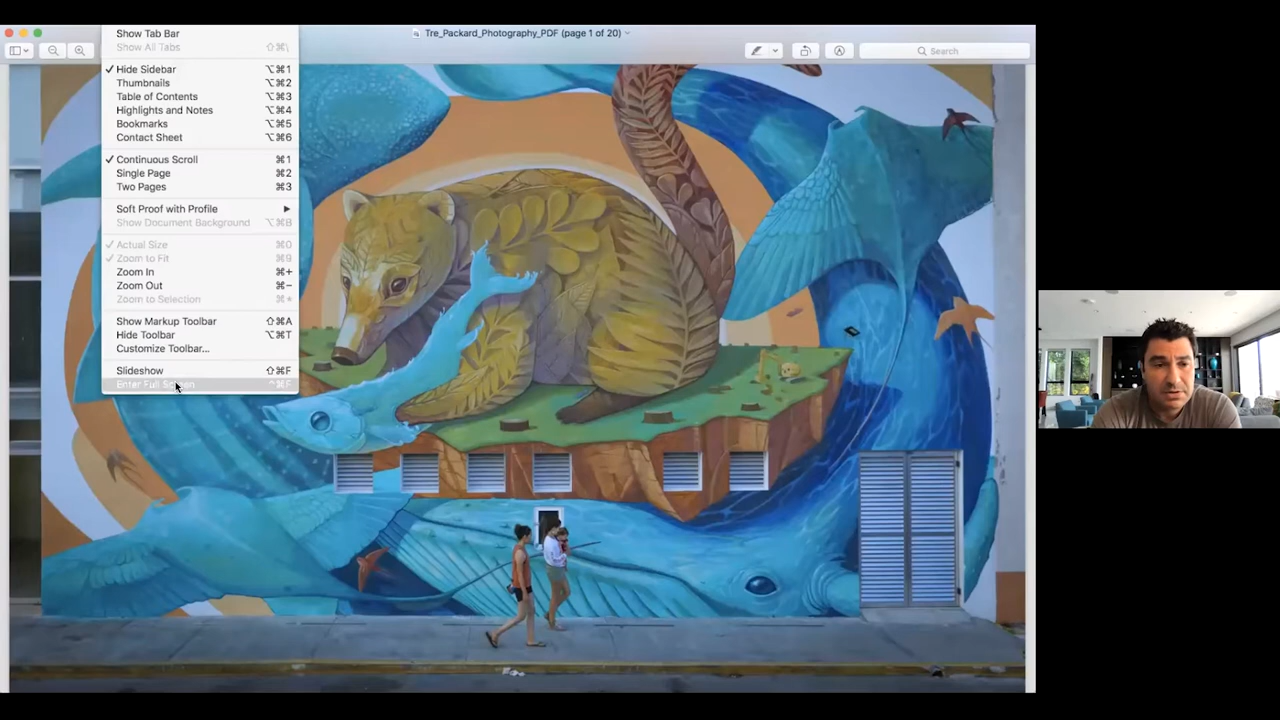 Tre_Packard_Photography_PDF (page 1 of 20)
Search
Show Tab Bar
Show All Tabs ⇧⌘\
✓ Hide Sidebar ⌥⌘1
Thumbnails ⌥⌘2
Table of Contents ⌥⌘3
Highlights and Notes ⌥⌘4
Bookmarks ⌥⌘5
Contact Sheet ⌥⌘6
✓ Continuous Scroll ⌘1
Single Page ⌘2
Two Pages ⌘3
Soft Proof with Profile ▶
Show Document Background ⌥⌘B
✓ Actual Size ⌘0
✓ Zoom to Fit ⌘9
Zoom In ⌘+
Zoom Out ⌘−
Zoom to Selection ⌘*
Show Markup Toolbar ⇧⌘A
Hide Toolbar ⌥⌘T
Customize Toolbar...
Slideshow ⇧⌘F
Enter Full Screen ^⌘F